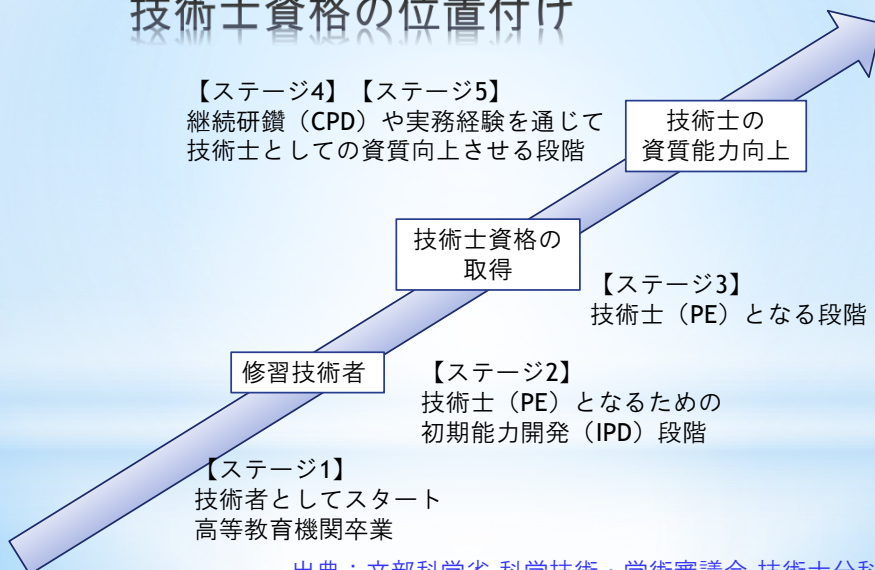 技術士資格の位置付け
【ステージ4】【ステージ5】
継続研鑽（CPD）や実務経験を通じて
技術士としての資質向上させる段階
技術士の
資質能力向上
技術士資格の
取得
【ステージ3】
技術士（PE）となる段階
修習技術者
【ステージ2】
技術士（PE）となるための
初期能力開発（IPD）段階
【ステージ1】
技術者としてスタート
高等教育機関卒業
出典：文部科学省 科学技術・学術審議会 技術士分科